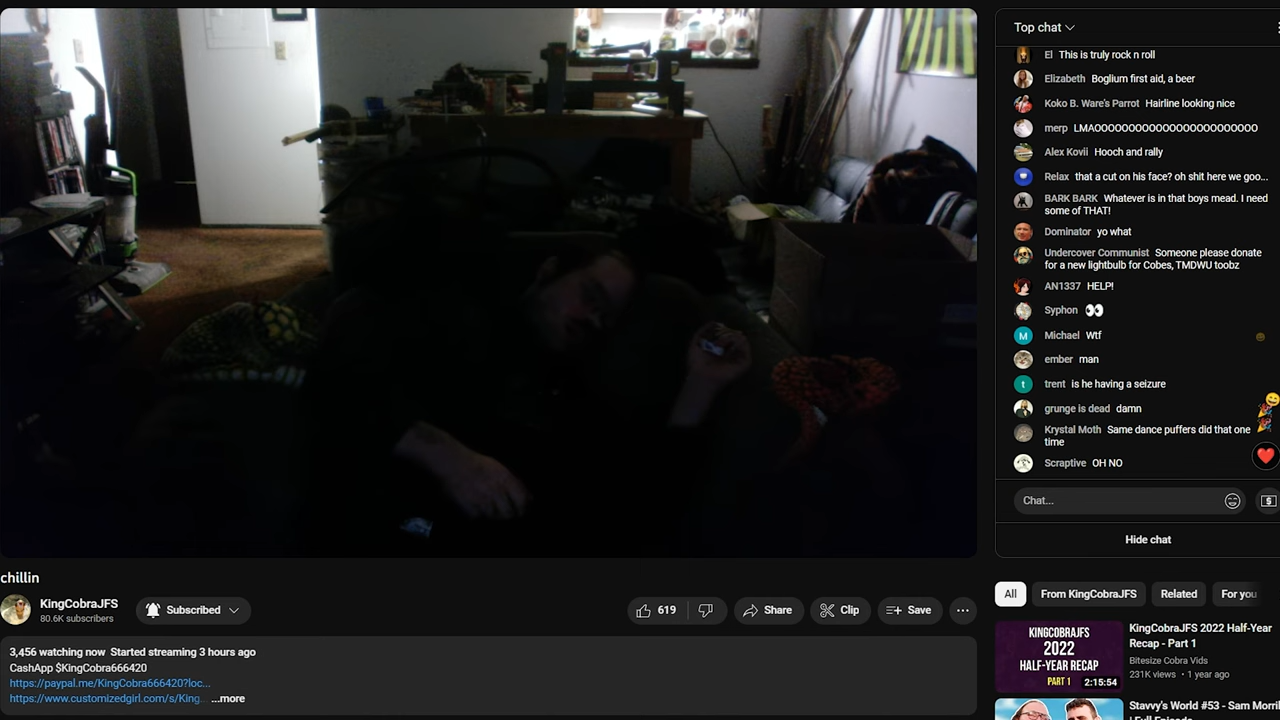 Top chat
El This is truly rock n roll
Elizabeth Boglium first aid, a beer
Koko B. Ware's Parrot Hairline looking nice
merp LMAOOOOOOOOOOOOOOOOOOOOOOOO
Alex Kovii Hooch and rally
Relax that a cut on his face? oh shit here we goo...
BARK BARK Whatever is in that boys mead. I need
some of THAT!
Dominator yo what
Undercover Communist Someone please donate
for a new lightbulb for Cobes, TMDWU toobz
AN1337 HELP!
Syphon 👀
M Michael Wtf
ember man
t trent is he having a seizure
grunge is dead damn
Krystal Moth Same dance puffers did that one
time
Scraptive OH NO
Chat...
Hide chat
chillin
KingCobraJFS
80.6K subscribers
Subscribed
619
Share
Clip
Save
3,456 watching now Started streaming 3 hours ago
CashApp $KingCobra666420
https://paypal.me/KingCobra666420?loc...
https://www.customizedgirl.com/s/King... ...more
All
From KingCobraJFS
Related
For you
KINGCOBRAJFS
2022
HALF-YEAR RECAP
PART 1
2:15:54
KingCobraJFS 2022 Half-Year
Recap - Part 1
Bitesize Cobra Vids
231K views • 1 year ago
Stavvy's World #53 - Sam Morri